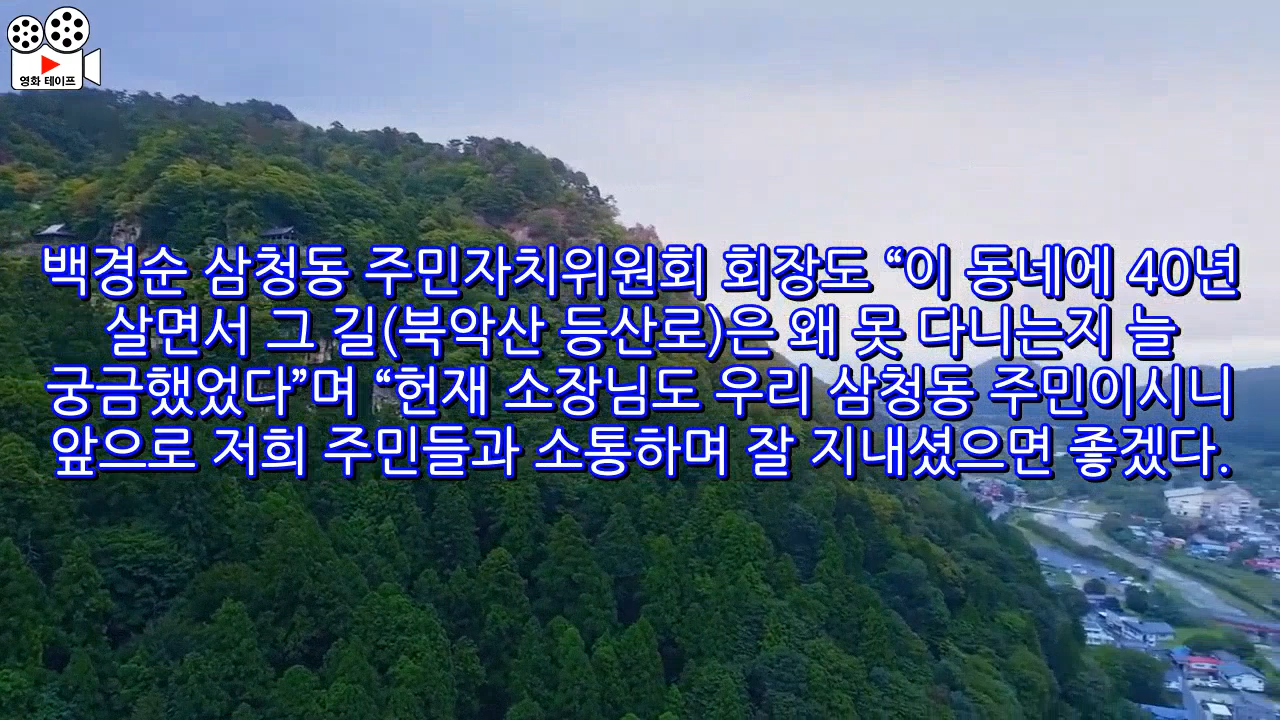 영화 테이프
백경순 삼청동 주민자치위원회 회장도 “이 동네에 40년
살면서 그 길(북악산 등산로)은 왜 못 다니는지 늘
궁금했었다”며 “헌재 소장님도 우리 삼청동 주민이시니
앞으로 저희 주민들과 소통하며 잘 지내셨으면 좋겠다.